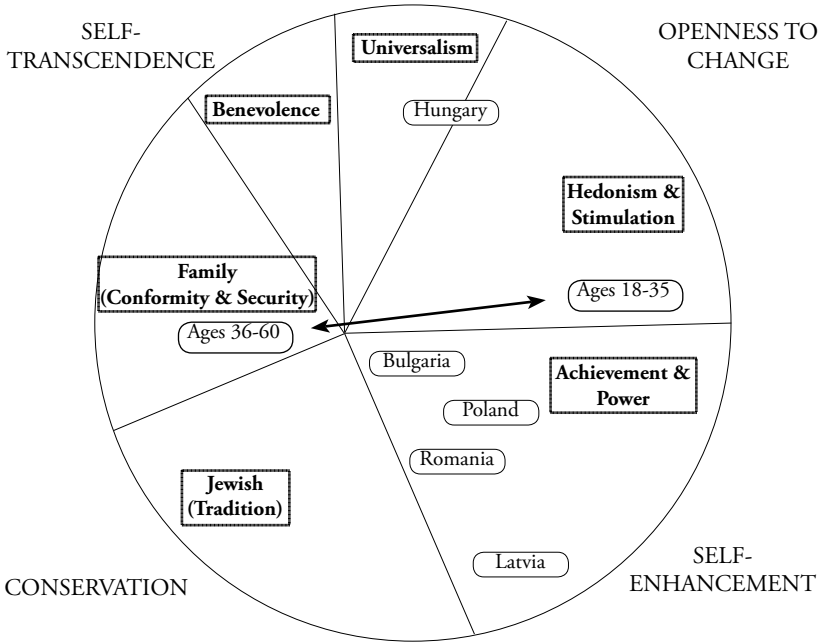 SELF-
TRANSCENDENCE
OPENNESS TO
CHANGE
Universalism
Benevolence
Hungary
Hedonism &
Stimulation
Family
(Conformity & Security)
Ages 18-35
Ages 36-60
Bulgaria
Achievement &
Power
Poland
Romania
Jewish
(Tradition)
Latvia
CONSERVATION
SELF-
ENHANCEMENT